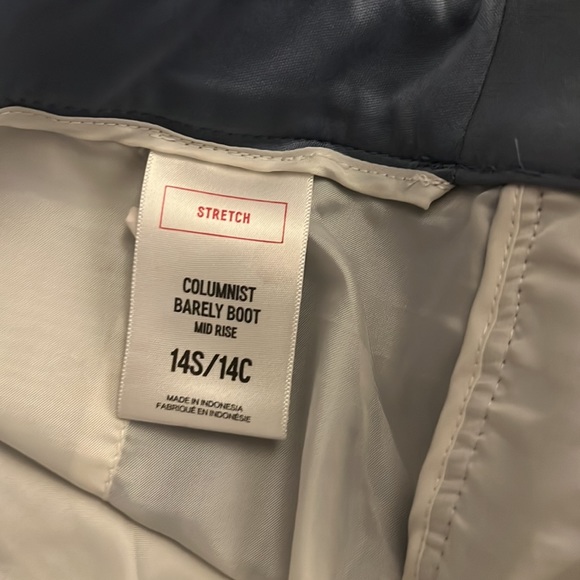 STRETCH
COLUMNIST
BARELY BOOT
MID RISE
14S/14C
MADE IN INDONESIA
FABRIQUÉ EN INDONÉSIE